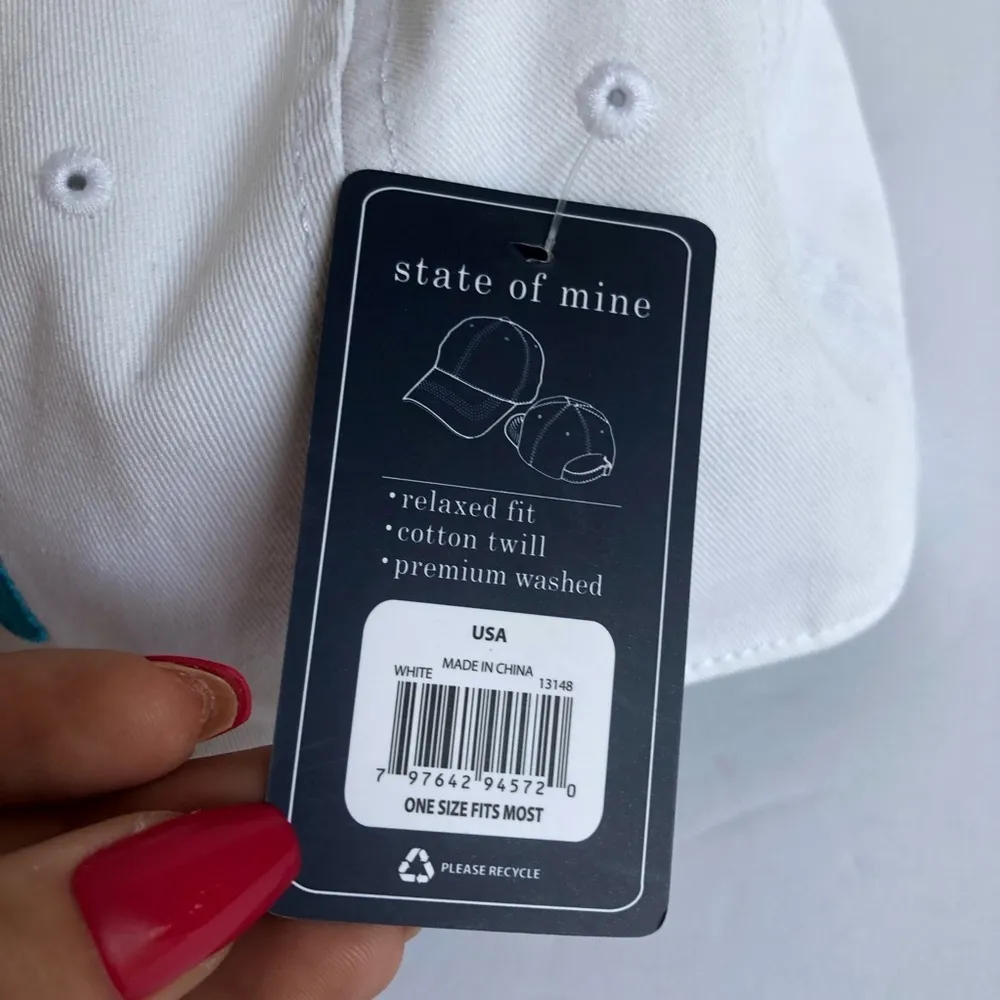 state of mine
• relaxed fit
• cotton twill
• premium washed
USA
MADE IN CHINA
WHITE 13148
7 97642 94572 0
ONE SIZE FITS MOST
PLEASE RECYCLE